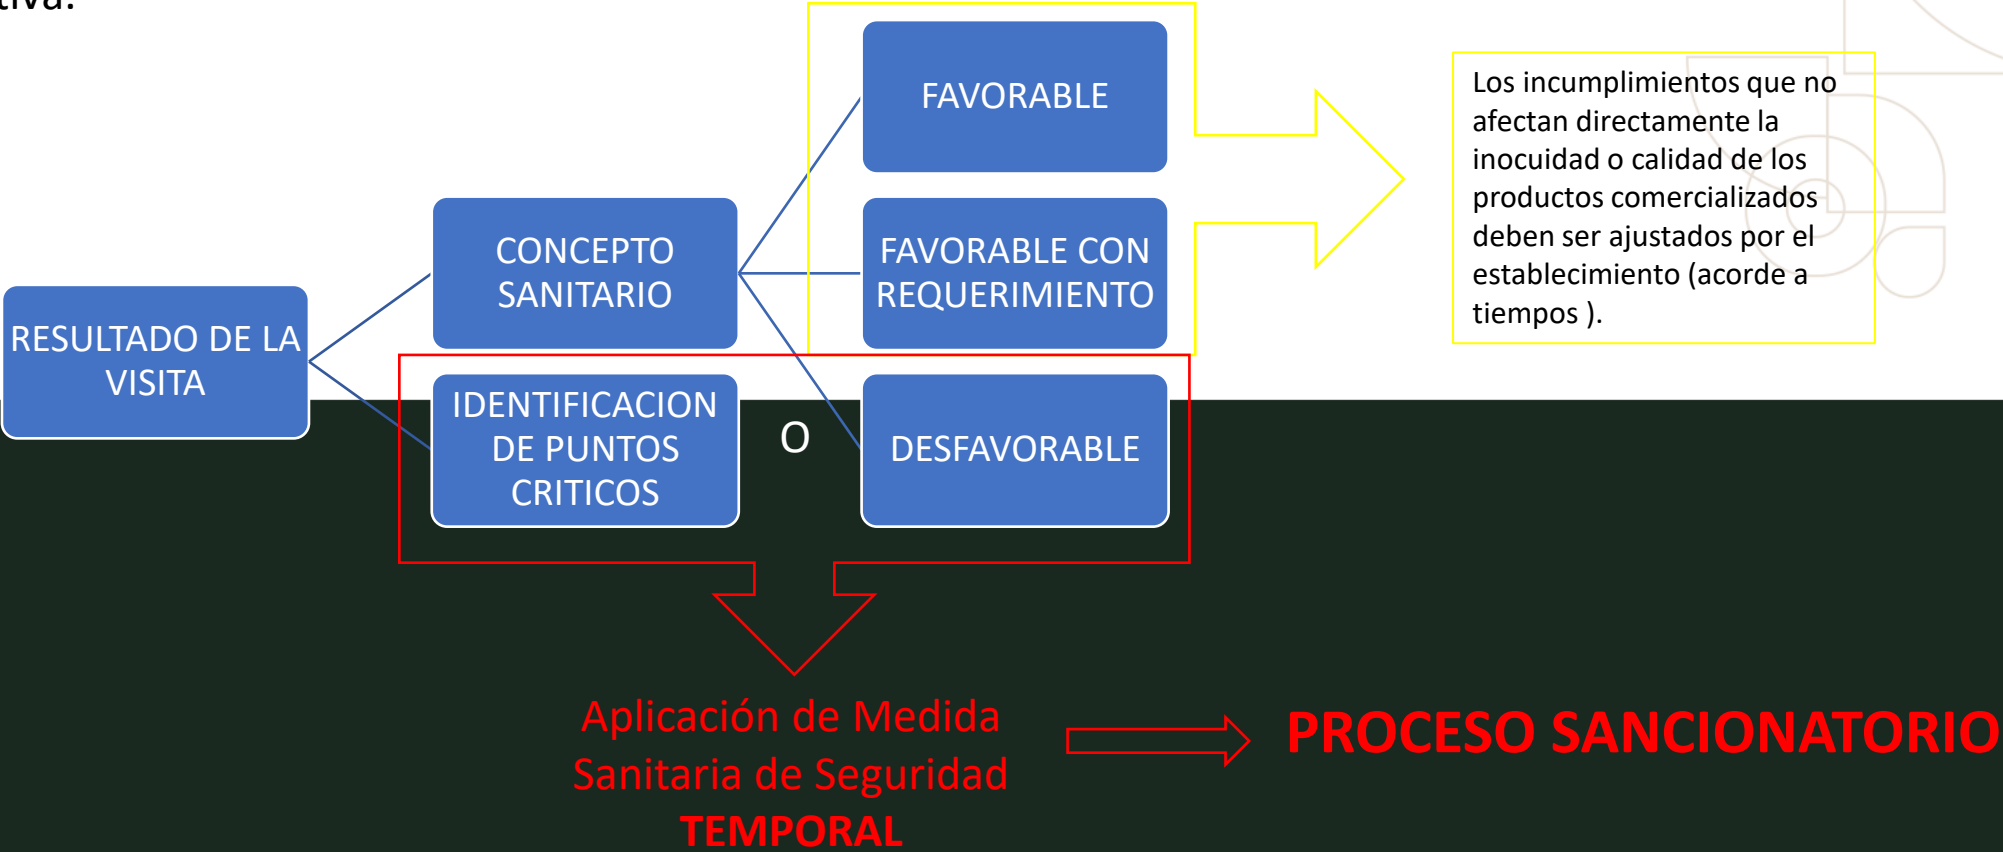 FAVORABLE
Los incumplimientos que no
afectan directamente la
inocuidad o calidad de los
productos comercializados
deben ser ajustados por el
establecimiento (acorde a
tiempos ).
CONCEPTO
SANITARIO
FAVORABLE CON
REQUERIMIENTO
RESULTADO DE LA
VISITA
IDENTIFICACION
DE PUNTOS
CRITICOS
O
DESFAVORABLE
Aplicación de Medida
Sanitaria de Seguridad
TEMPORAL
PROCESO SANCIONATORIO